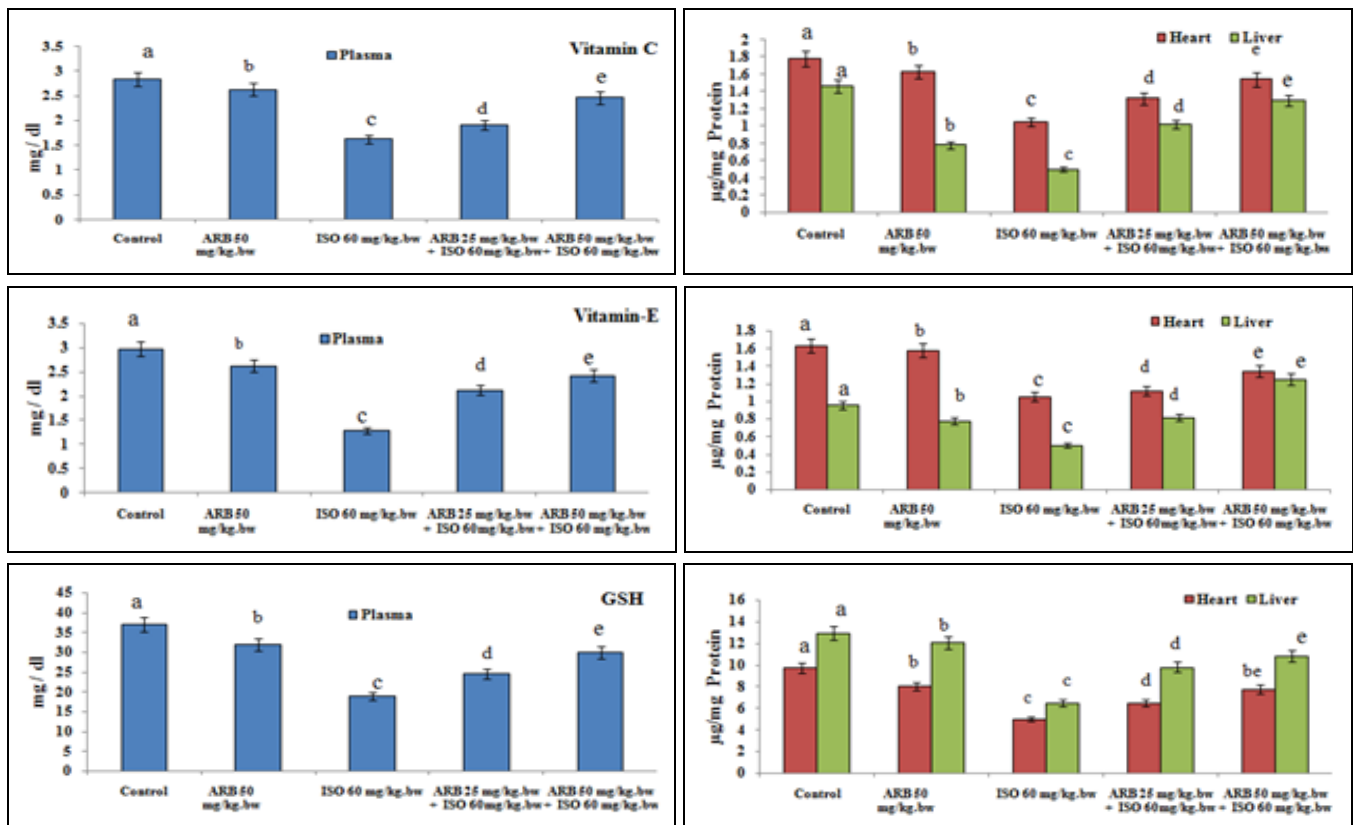 Vitamin C
Plasma
mg/ dl
3.5
3
2.5
2
1.5
1
0.5
0
a
b
c
d
e
Control
ARB 50
mg/kg.bw
ISO 60 mg/kg.bw
ARB 25 mg/kg.bw
+ ISO 60mg/kg.bw
ARB 50 mg/kg.bw
+ ISO 60 mg/kg.bw
Heart
Liver
µg/mg Protein
2
1.8
1.6
1.4
1.2
1
0.8
0.6
0.4
0.2
0
a
a
b
b
c
c
d
d
e
e
Control
ARB 50
mg/kg.bw
ISO 60 mg/kg.bw
ARB 25 mg/kg.bw
+ ISO 60mg/kg.bw
ARB 50 mg/kg.bw
+ ISO 60 mg/kg.bw
Vitamin-E
Plasma
mg/ dl
3.5
3
2.5
2
1.5
1
0.5
0
a
b
c
d
e
Control
ARB 50
mg/kg.bw
ISO 60 mg/kg.bw
ARB 25 mg/kg.bw
+ ISO 60mg/kg.bw
ARB 50 mg/kg.bw
+ ISO 60 mg/kg.bw
Heart
Liver
µg/mg Protein
1.8
1.6
1.4
1.2
1
0.8
0.6
0.4
0.2
0
a
a
b
b
c
c
d
d
e
e
Control
ARB 50
mg/kg.bw
ISO 60 mg/kg.bw
ARB 25 mg/kg.bw
+ ISO 60mg/kg.bw
ARB 50 mg/kg.bw
+ ISO 60 mg/kg.bw
GSH
Plasma
mg/ dl
45
40
35
30
25
20
15
10
5
0
a
b
c
d
e
Control
ARB 50
mg/kg.bw
ISO 60 mg/kg.bw
ARB 25 mg/kg.bw
+ ISO 60mg/kg.bw
ARB 50 mg/kg.bw
+ ISO 60 mg/kg.bw
Heart
Liver
µg/mg Protein
16
14
12
10
8
6
4
2
0
a
a
b
b
c
c
d
d
be
e
Control
ARB 50
mg/kg.bw
ISO 60 mg/kg.bw
ARB 25 mg/kg.bw
+ ISO 60mg/kg.bw
ARB 50 mg/kg.bw
+ ISO 60 mg/kg.bw